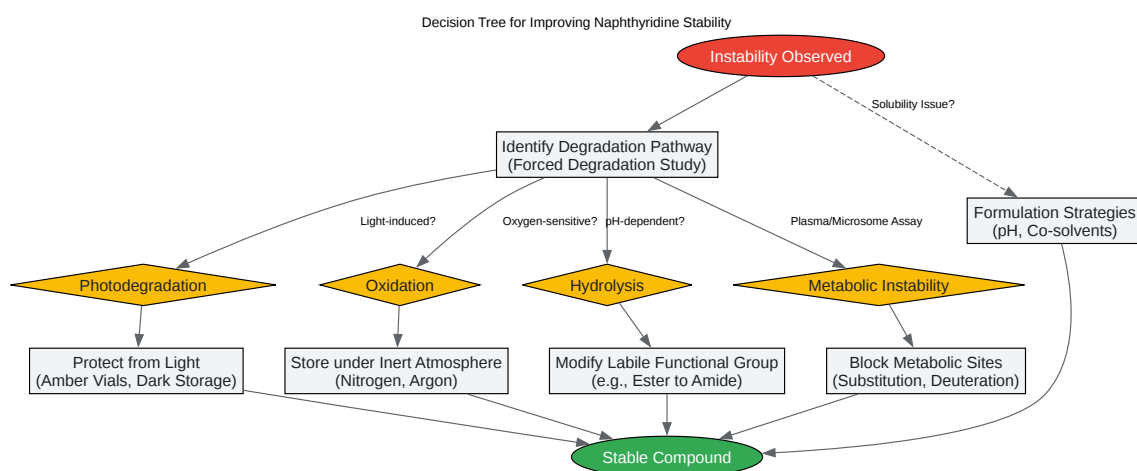 Decision Tree for Improving Naphthyridine Stability
Instability Observed
Solubility Issue?
Identify Degradation Pathway
(Forced Degradation Study)
Formulation Strategies
(pH, Co-solvents)
Light-induced?
Oxygen-sensitive?
pH-dependent?
Plasma/Microsome Assay
Photodegradation
Oxidation
Hydrolysis
Metabolic Instability
Protect from Light
(Amber Vials, Dark Storage)
Store under Inert Atmosphere
(Nitrogen, Argon)
Modify Labile Functional Group
(e.g., Ester to Amide)
Block Metabolic Sites
(Substitution, Deuteration)
Stable Compound